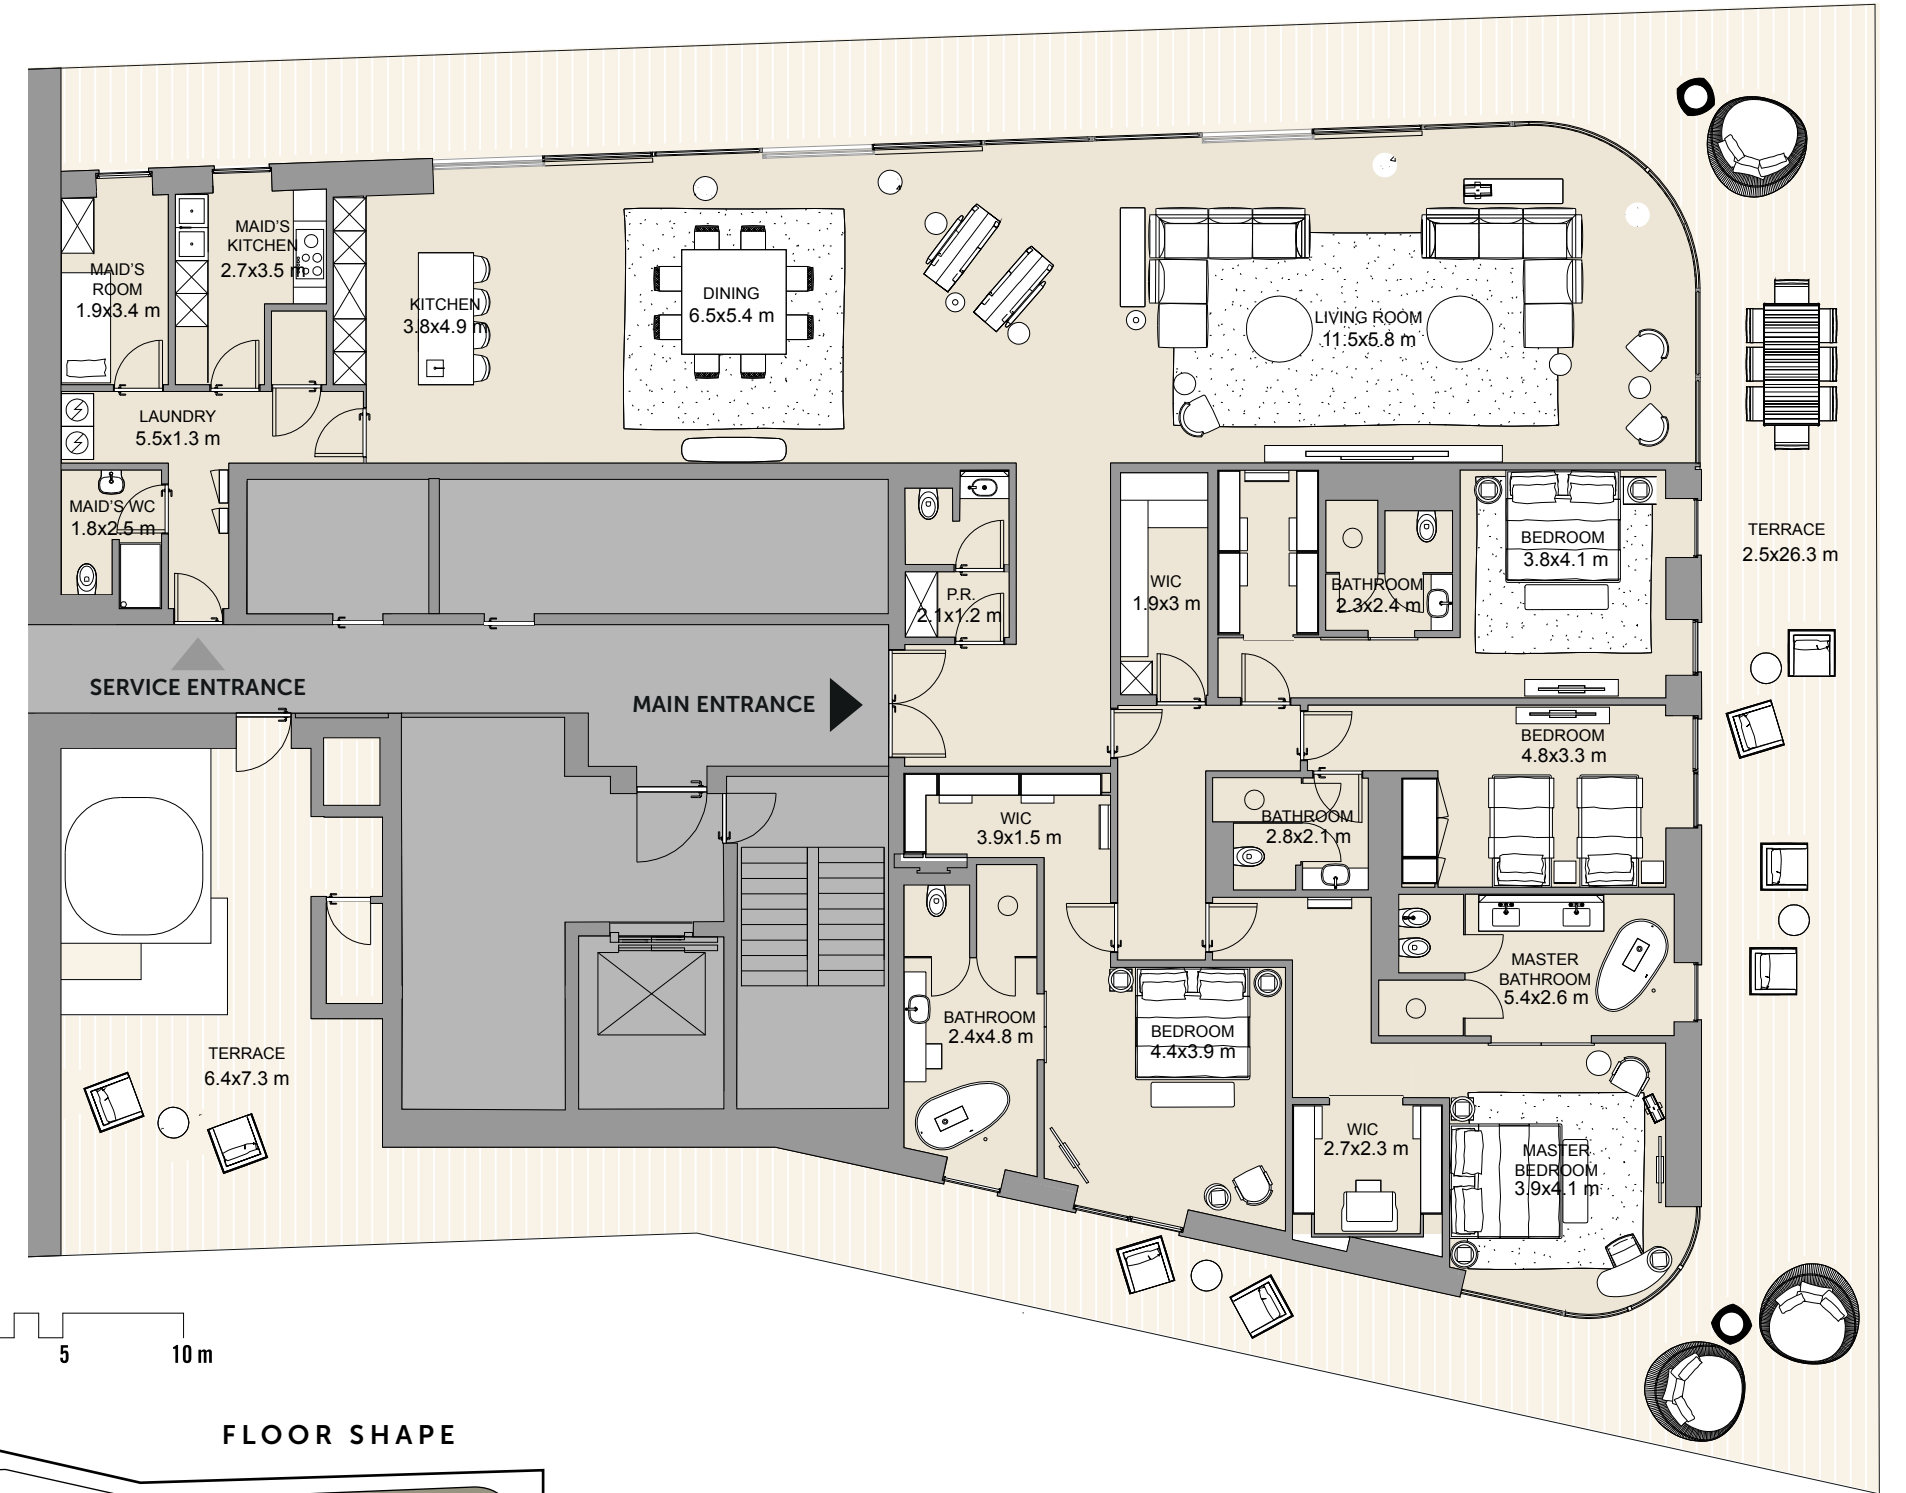 MAID'S
ROOM
1.9x3.4 m
MAID'S
KITCHEN
2.7x3.5 m
KITCHEN
3.8x4.9 m
DINING
6.5x5.4 m
LIVING ROOM
11.5x5.8 m
LAUNDRY
5.5x1.3 m
MAID'S WC
1.8x2.5 m
P.R.
2.1x1.2 m
WIC
1.9x3 m
BATHROOM
2.3x2.4 m
BEDROOM
3.8x4.1 m
TERRACE
2.5x26.3 m
SERVICE ENTRANCE
MAIN ENTRANCE
BEDROOM
4.8x3.3 m
WIC
3.9x1.5 m
BATHROOM
2.8x2.1 m
MASTER
BATHROOM
5.4x2.6 m
BATHROOM
2.4x4.8 m
BEDROOM
4.4x3.9 m
TERRACE
6.4x7.3 m
WIC
2.7x2.3 m
MASTER
BEDROOM
3.9x4.1 m
5 10 m
FLOOR SHAPE